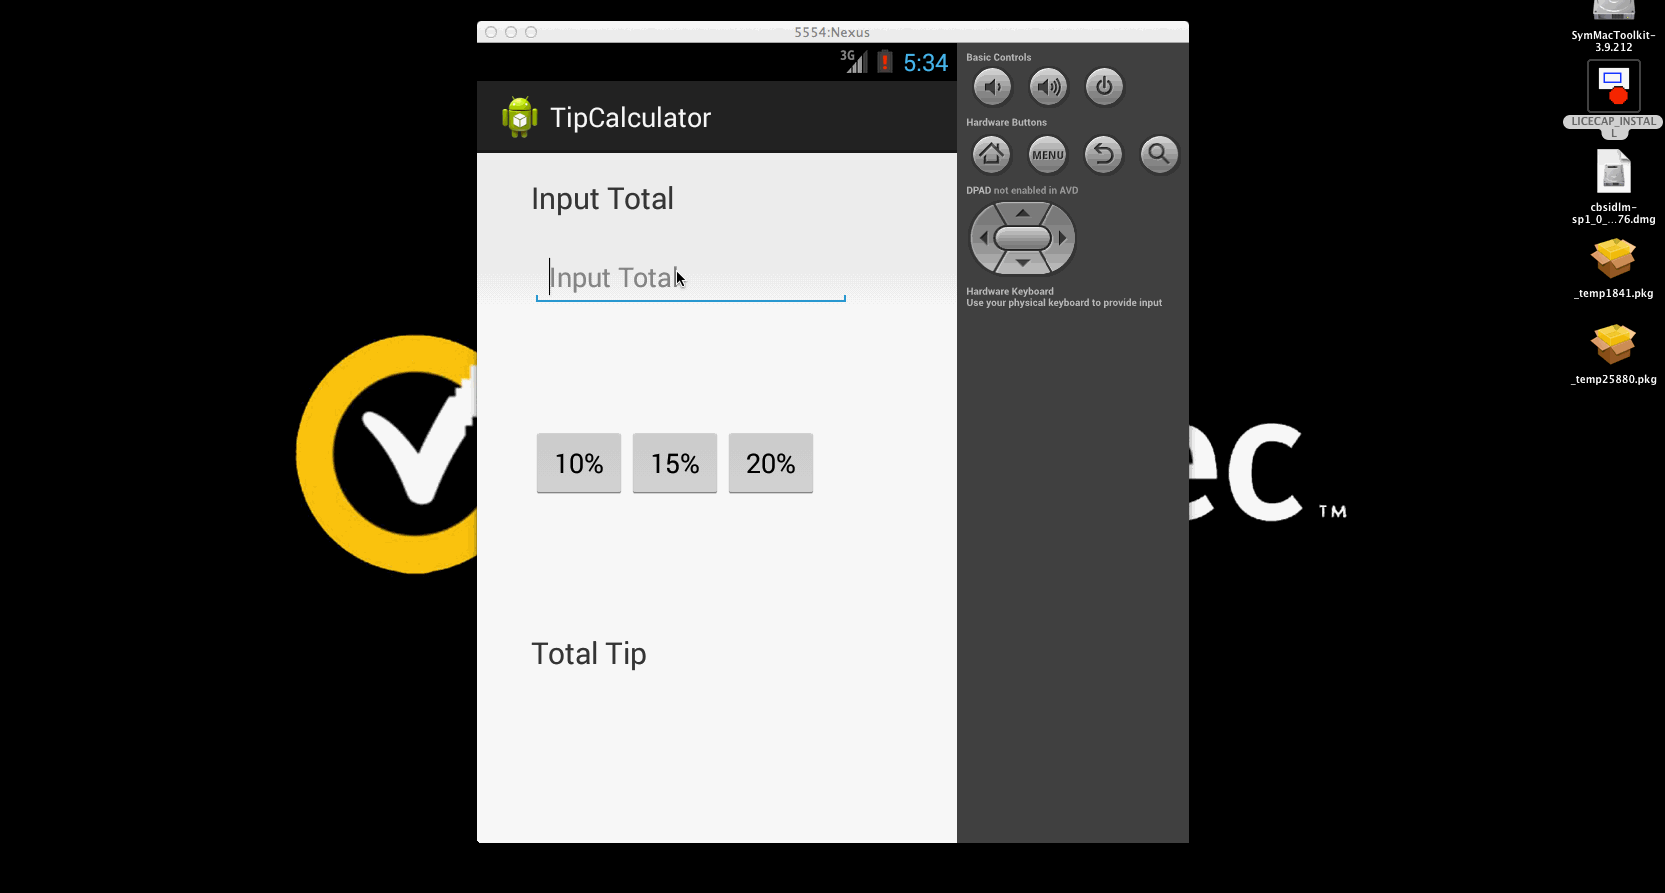 5554:Nexus
3G
5:34
TipCalculator
Input Total
Input Total
10% 15% 20%
Total Tip
Basic Controls
Hardware Buttons
MENU
DPAD not enabled in AVD
Hardware Keyboard
Use your physical keyboard to provide input
ec
TM
SymMacToolkit-
3.9.212
LICECAP_INSTAL
L
cbsidlm-
sp1_0_...76.dmg
_temp1841.pkg
_temp25880.pkg